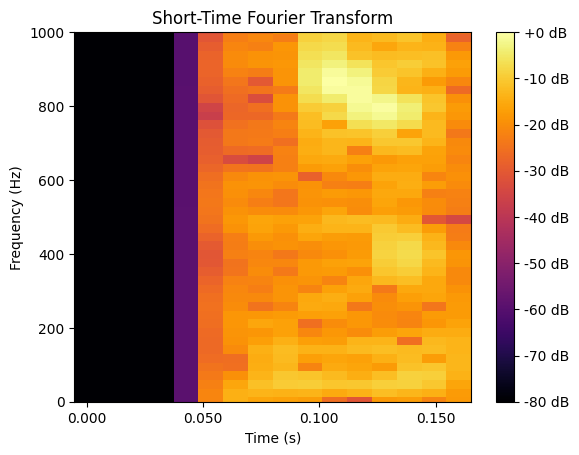 Short-Time Fourier Transform
Frequency (Hz)
1000
800
600
400
200
0
0.000
0.050
0.100
0.150
Time (s)
+0 dB
-10 dB
-20 dB
-30 dB
-40 dB
-50 dB
-60 dB
-70 dB
-80 dB